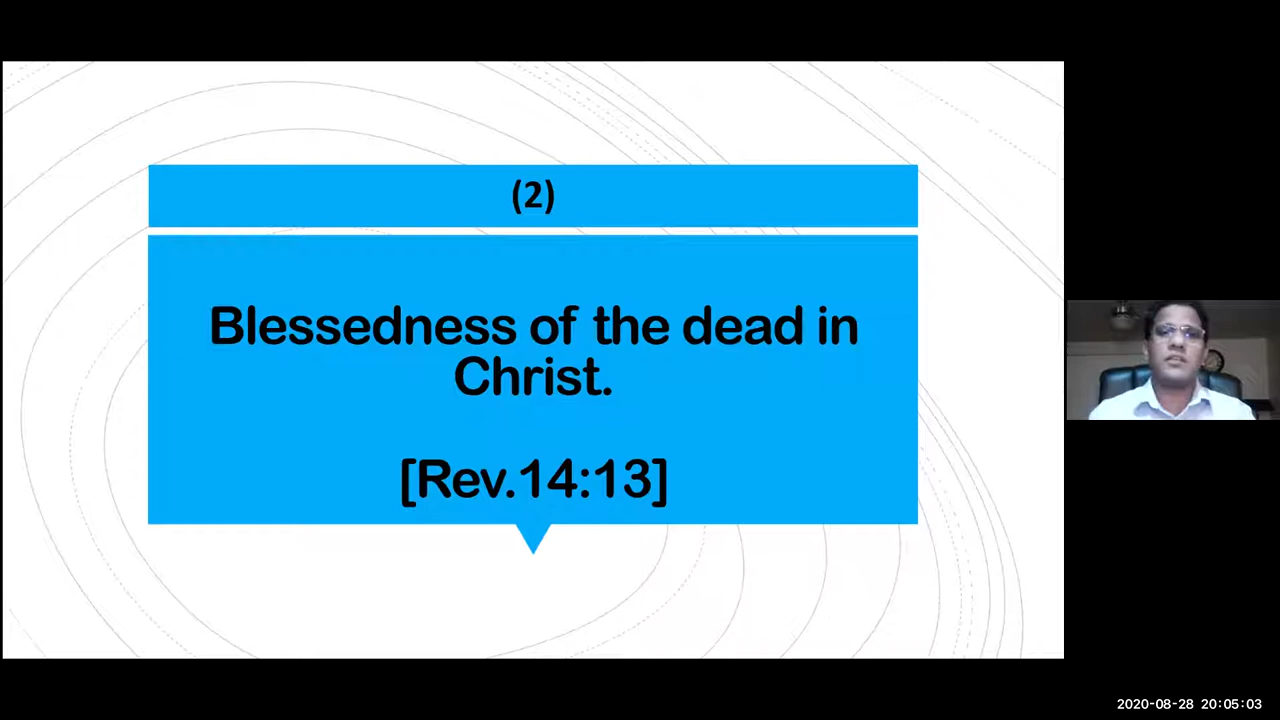 (2)
Blessedness of the dead in
Christ.
[Rev.14:13]
2020-08-28 20:05:03